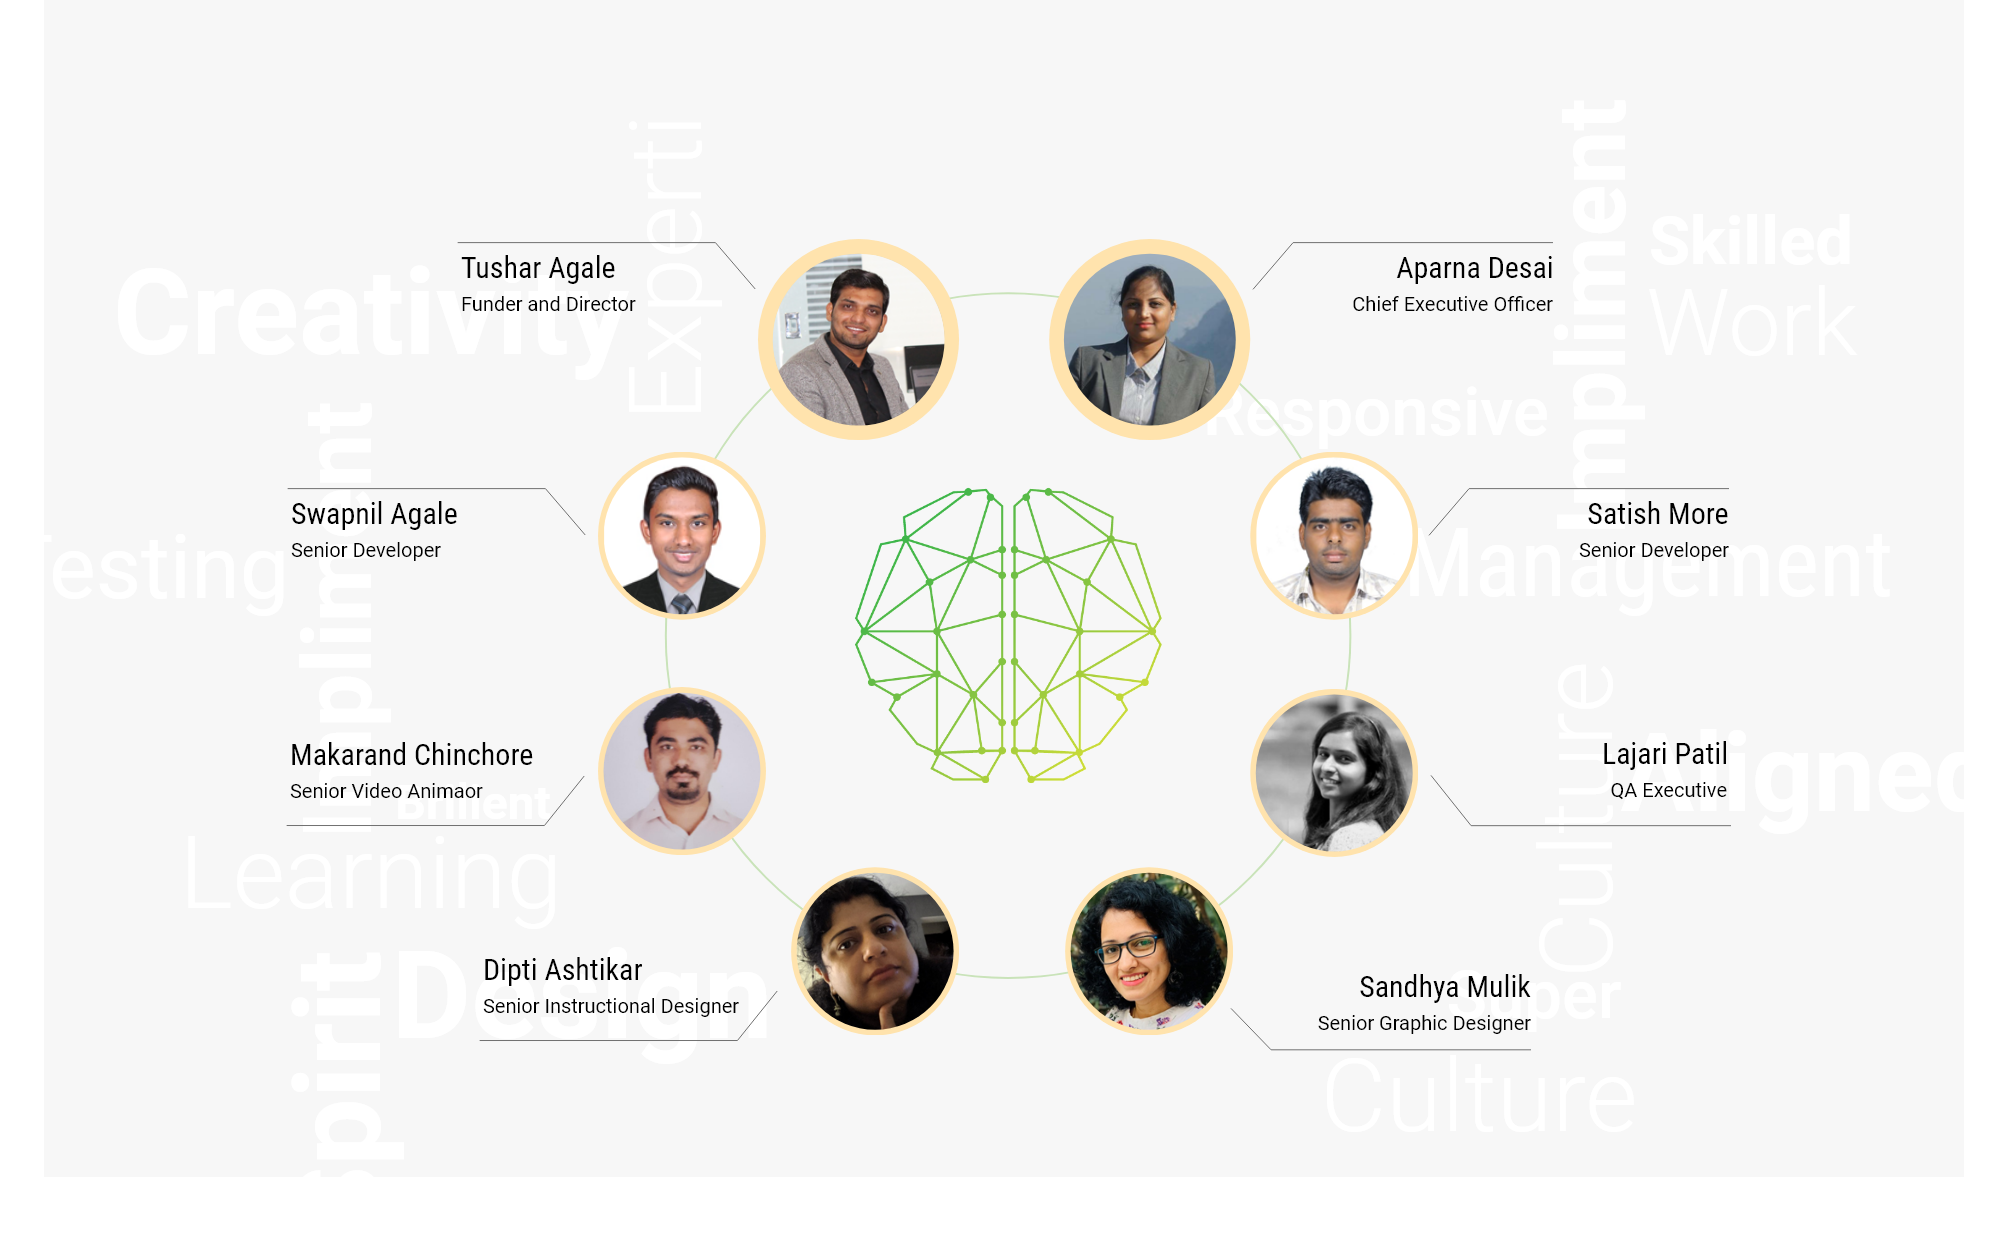 Experti
Impliment
Skilled
Work
Tushar Agale
Funder and Director
Aparna Desai
Chief Executive Officer
Creativity
Responsive
Impliment
Swapnil Agale
Senior Developer
Satish More
Senior Developer
Testing
Management
Makarand Chinchore
Senior Video Animaor
Lajari Patil
QA Executive
Brilient
Aligned
Culture
Learning
Dipti Ashtikar
Senior Instructional Designer
Design
Sandhya Mulik
Senior Graphic Designer
Spirit
Culture